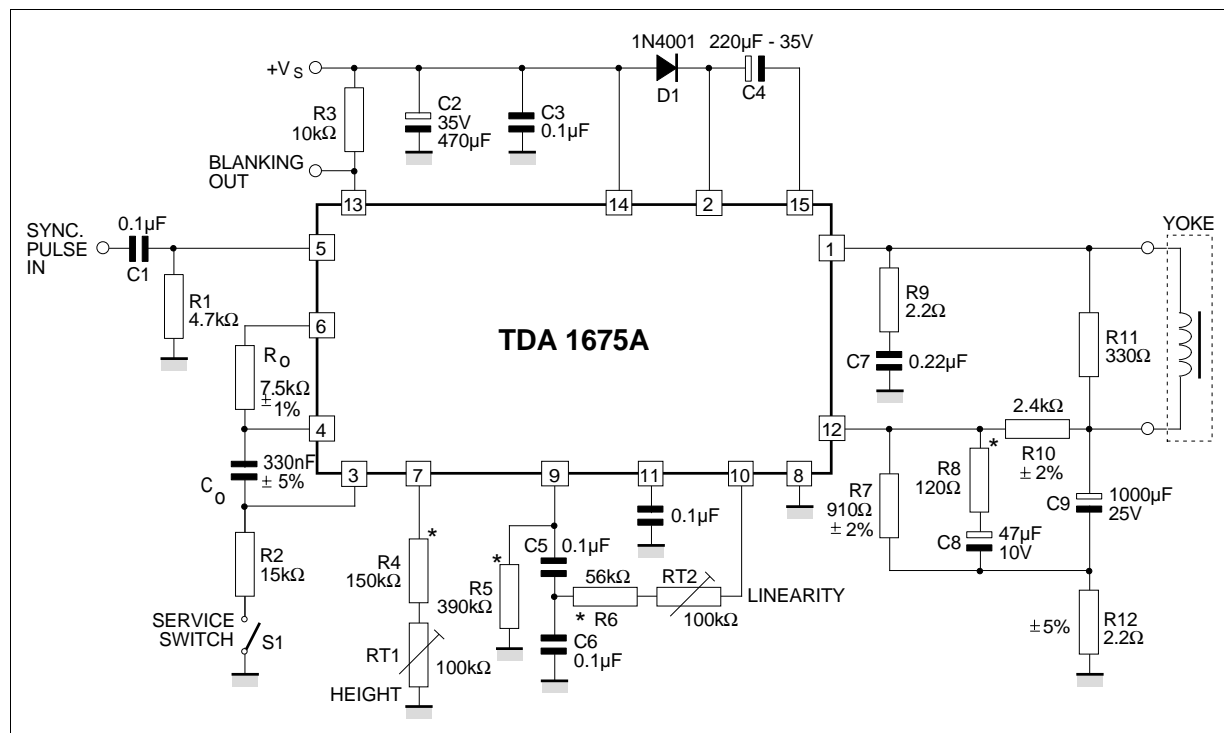 1N4001
220µF - 35V
+VS
D1
C4
R3
10kΩ
C2
35V
470µF
C3
0.1µF
BLANKING
OUT
13
14
2
15
SYNC.
PULSE
IN
0.1µF
C1
5
1
YOKE
R1
4.7kΩ
6
TDA 1675A
R9
2.2Ω
C7
0.22µF
R11
330Ω
RO
7.5kΩ
± 1%
4
12
2.4kΩ
R10
± 2%
330nF
± 5%
CO
3
7
9
11
10
8
R7
910Ω
± 2%
*
R8
120Ω
C9
1000µF
25V
0.1µF
R2
15kΩ
*
R4
150kΩ
*
R5
390kΩ
C5
0.1µF
56kΩ
* R6
RT2
100kΩ
LINEARITY
C8
47µF
10V
SERVICE
SWITCH
S1
RT1
100kΩ
HEIGHT
C6
0.1µF
± 5%
R12
2.2Ω